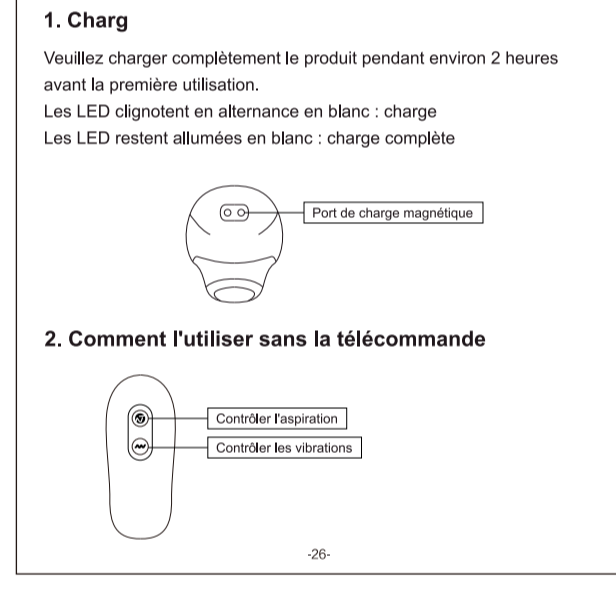 1. Charg
Veuillez charger complètement le produit pendant environ 2 heures
avant la première utilisation.
Les LED clignotent en alternance en blanc : charge
Les LED restent allumées en blanc : charge complète
Port de charge magnétique
2. Comment l'utiliser sans la télécommande
Contrôler l'aspiration
Contrôler les vibrations
-26-